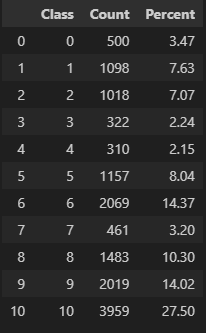 Class Count Percent
0 0 500 3.47
1 1 1098 7.63
2 2 1018 7.07
3 3 322 2.24
4 4 310 2.15
5 5 1157 8.04
6 6 2069 14.37
7 7 461 3.20
8 8 1483 10.30
9 9 2019 14.02
10 10 3959 27.50